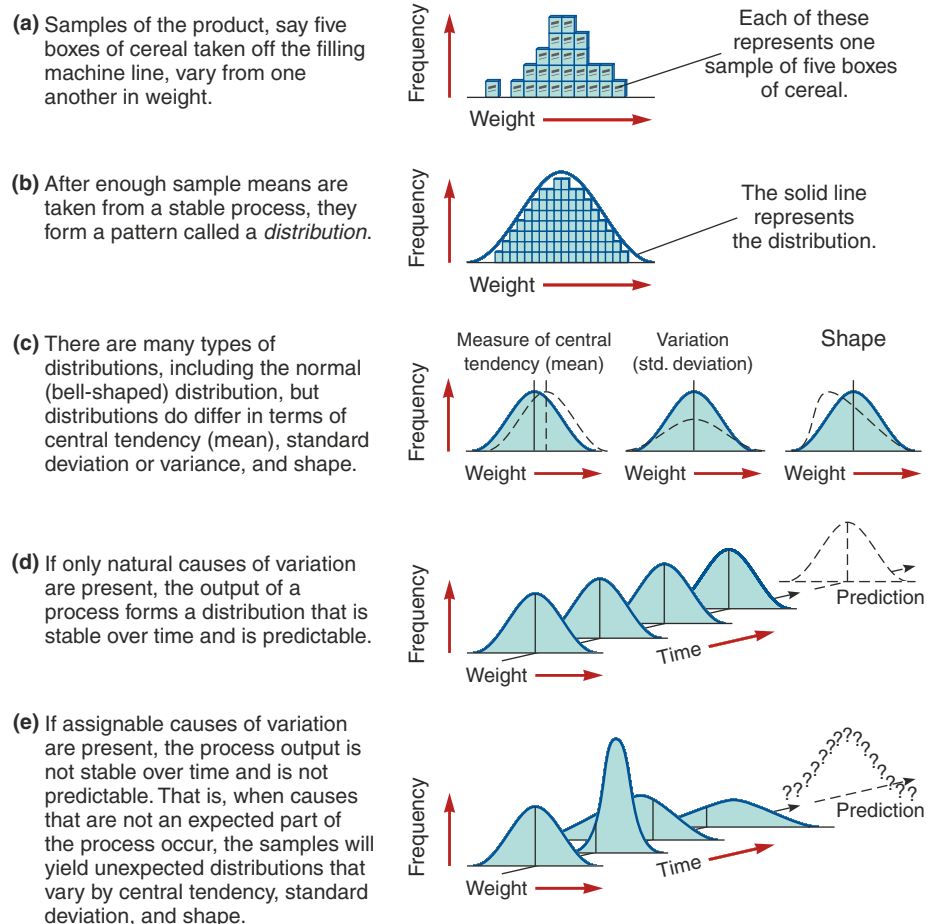 (a) Samples of the product, say five
boxes of cereal taken off the filling
machine line, vary from one
another in weight.
Frequency
Weight
Each of these
represents one
sample of five boxes
of cereal.
(b) After enough sample means are
taken from a stable process, they
form a pattern called a distribution.
Frequency
Weight
The solid line
represents
the distribution.
(c) There are many types of
distributions, including the normal
(bell-shaped) distribution, but
distributions do differ in terms of
central tendency (mean), standard
deviation or variance, and shape.
Frequency
Measure of central
tendency (mean)
Weight
Variation
(std. deviation)
Weight
Shape
Weight
(d) If only natural causes of variation
are present, the output of a
process forms a distribution that is
stable over time and is predictable.
Frequency
Weight
Time
Prediction
(e) If assignable causes of variation
are present, the process output is
not stable over time and is not
predictable. That is, when causes
that are not an expected part of
the process occur, the samples will
yield unexpected distributions that
vary by central tendency, standard
deviation, and shape.
Frequency
Weight
Time
???????????????????
Prediction